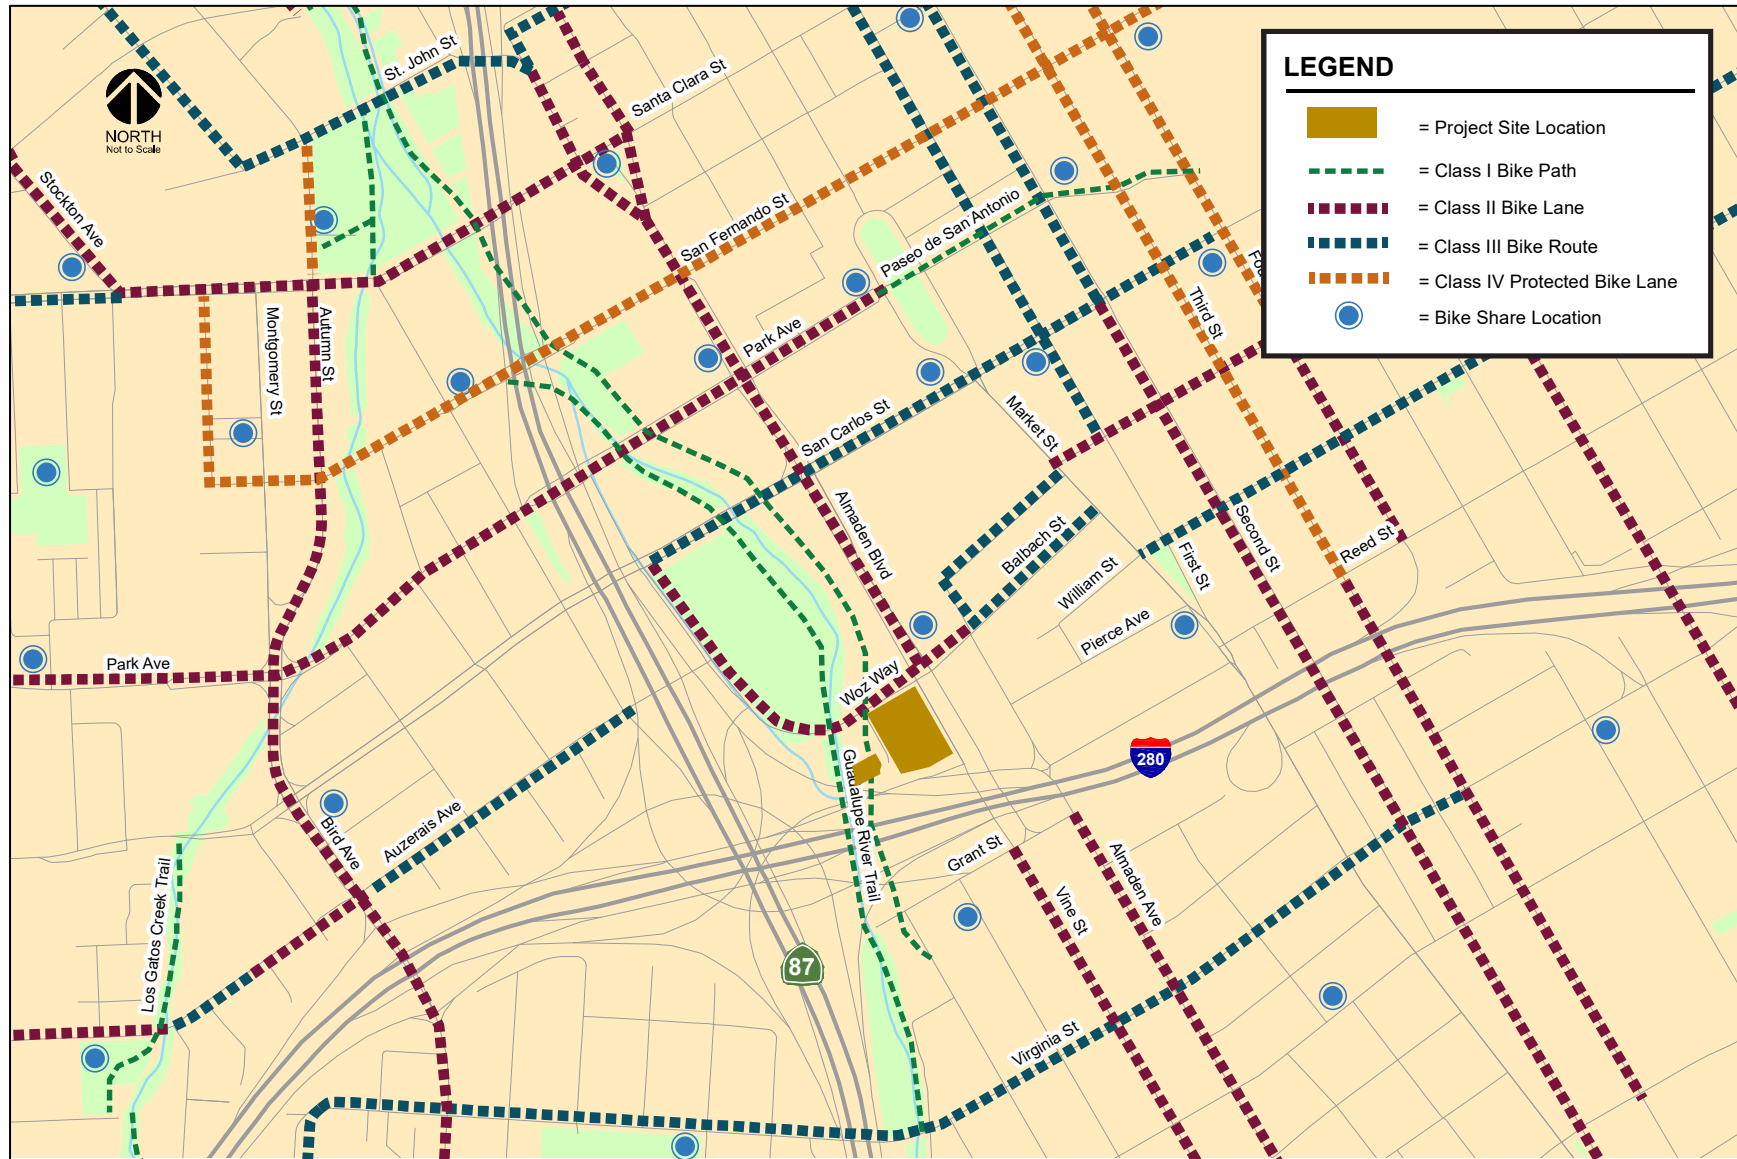 LEGEND
= Project Site Location
= Class I Bike Path
= Class II Bike Lane
= Class III Bike Route
= Class IV Protected Bike Lane
= Bike Share Location
NORTH
Not to Scale
St. John St
Santa Clara St
Stockton Ave
San Fernando St
Paseo de San Antonio
Third St
Montgomery St
Autumn St
Park Ave
San Carlos St
Market St
Almaden Blvd
Balbach St
William St
First St
Second St
Reed St
Pierce Ave
Park Ave
Woz Way
280
Guadalupe River Trail
Bird Ave
Auzerais Ave
Grant St
Almaden Ave
Vine St
Los Gatos Creek Trail
87
Virginia St